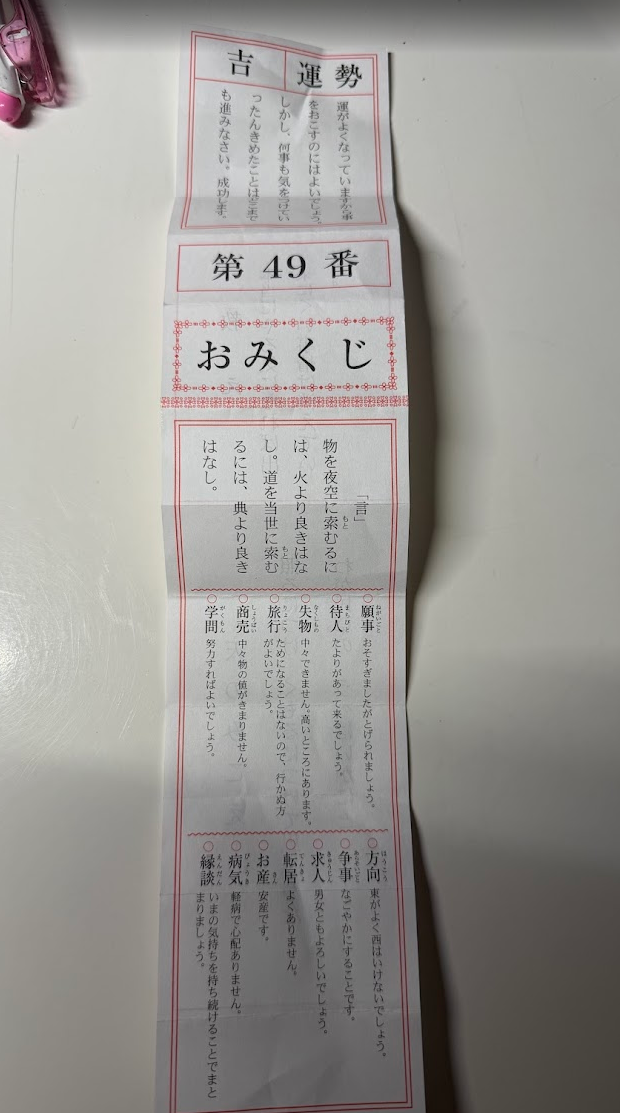 運勢
吉
運がよくなっていますから事
をおこすのにはよいでしょう。
しかし、何事も気をつけてい
ったんきめたことはどこまで
も進みなさい。成功します。
第 49 番
おみくじ
「言」
物を夜空に索むるに
は、火より良きはな
し。道を当世に索む
るには、典より良き
はなし。
○願事 おそすぎましたがとげられましょう。
○待人 たよりがあって来るでしょう。
○失物 中々できません。高いところにあります。
○旅行 ためになることはないので、行かぬ方
がよいでしょう。
○商売 中々物の値がきまりません。
○学問 努力すればよいでしょう。
○方向 東がよく西はいけないでしょう。
○争事 なごやかにすることです。
○求人 男女ともよろしいでしょう。
○転居 よくありません。
○お産 安産です。
○病気 軽病で心配ありません。
○縁談 いまの気持ちを持ち続けることでまと
まりましょう。